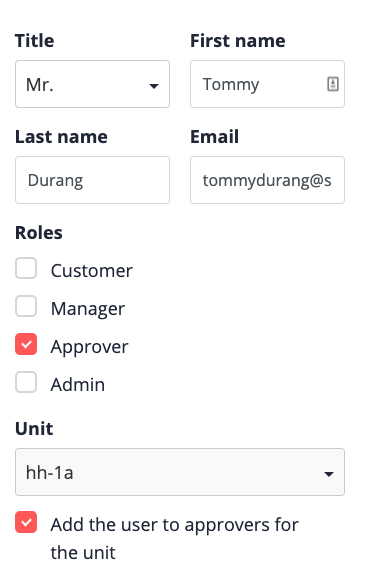 Title First name
Mr. Tommy
Last name Email
Durang tommydurang@s
Roles
Customer
Manager
Approver
Admin
Unit
hh-1a
Add the user to approvers for
the unit